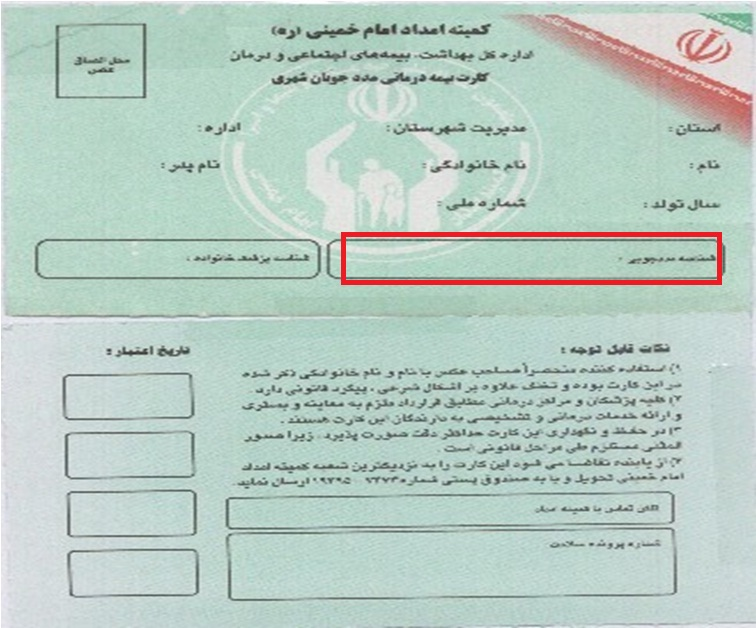 کمیته امداد امام خمینی (ره)
اداره کل بهداشت، بیمه‌های اجتماعی و درمان
کارت بیمه درمانی مدد جویان شهری
محل الصاق
عکس
استان :
مدیریت شهرستان :
اداره :
نام :
نام خانوادگی :
نام پدر :
سال تولد :
شماره ملی :
شناسه مددجویی :
شناسه پزشک خانواده :
نکات قابل توجه :
تاریخ اعتبار :
۱) استفاده کننده منحصراً صاحب عکس با نام و نام خانوادگی ذکر شده
در این کارت بوده و تخلف علاوه بر اشکال شرعی ، پیگرد قانونی دارد .
۲) کلیه پزشکان و مراکز درمانی مطابق قرارداد ملزم به معاینه و بستری
و ارائه خدمات درمانی و تشخیصی به دارندگان این کارت هستند .
۳) در حفظ و نگهداری این کارت حداکثر دقت صورت پذیرد ، زیرا صدور
المثنی مستلزم طی مراحل قانونی است .
۴) از یابنده تقاضا می شود این کارت را به نزدیکترین شعبه کمیته امداد
امام خمینی تحویل و یا به صندوق پستی شماره ارسال نماید.
تلفن تماس با کمیته امداد
شماره پرونده سلامت